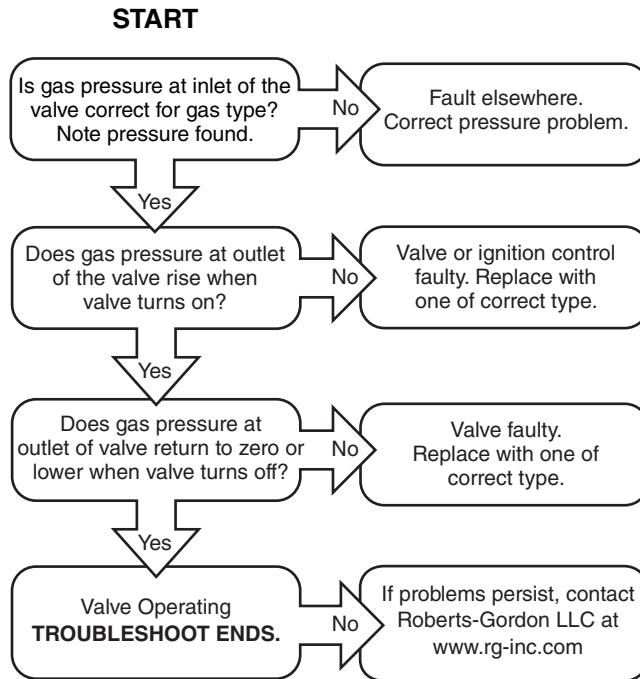 START
Is gas pressure at inlet of the
valve correct for gas type?
Note pressure found.
No
Fault elsewhere.
Correct pressure problem.
Yes
Does gas pressure at outlet
of the valve rise when
valve turns on?
No
Valve or ignition control
faulty. Replace with
one of correct type.
Yes
Does gas pressure at
outlet of valve return to zero or
lower when valve turns off?
No
Valve faulty.
Replace with one of
correct type.
Yes
Valve Operating
TROUBLESHOOT ENDS.
No
If problems persist, contact
Roberts-Gordon LLC at
www.rg-inc.com